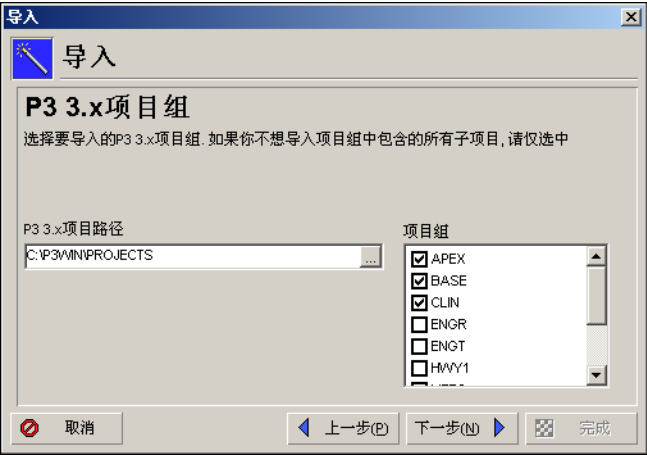 导入
导入
P3 3.x项目组
选择要导入的P3 3.x项目组. 如果你不想导入项目组中包含的所有子项目, 请仅选中
P3 3.x项目路径
C:\P3WIN\PROJECTS
...
项目组
APEX
BASE
CLIN
ENGR
ENGT
HWY1
取消
上一步(P)
下一步(N)
完成